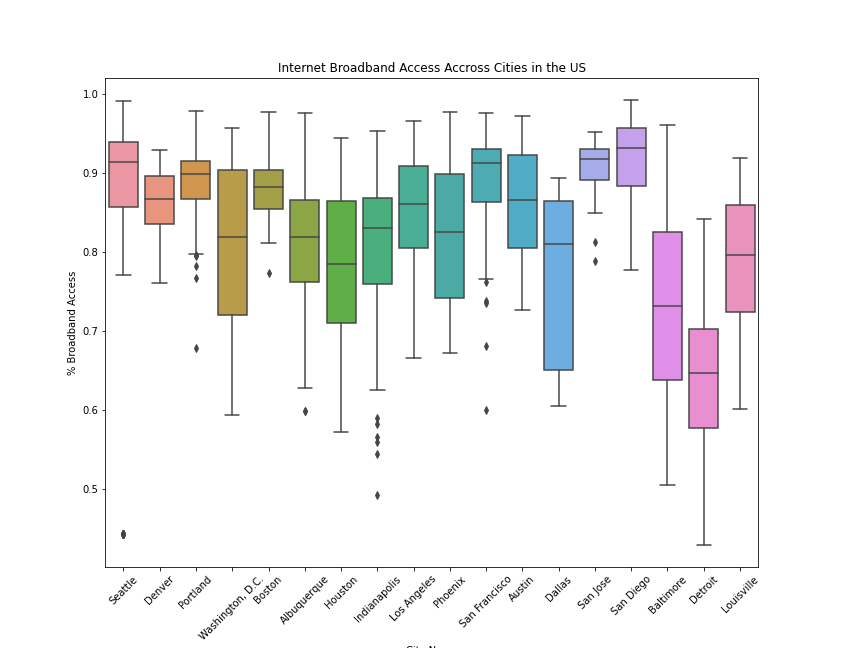 Internet Broadband Access Accross Cities in the US
1.0
0.9
0.8
0.7
0.6
0.5
% Broadband Access
Seattle
Denver
Portland
Washington, D.C.
Boston
Albuquerque
Houston
Indianapolis
Los Angeles
Phoenix
San Francisco
Austin
Dallas
San Jose
San Diego
Baltimore
Detroit
Louisville